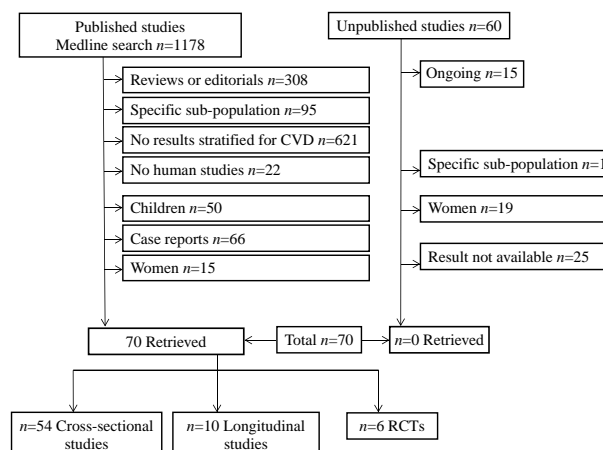 Published studies
Medline search n=1178
Unpublished studies n=60
Reviews or editorials n=308
Ongoing n=15
Specific sub-population n=95
No results stratified for CVD n=621
No human studies n=22
Specific sub-population n=1
Children n=50
Women n=19
Case reports n=66
Result not available n=25
Women n=15
70 Retrieved
Total n=70
n=0 Retrieved
n=54 Cross-sectional
studies
n=10 Longitudinal
studies
n=6 RCTs